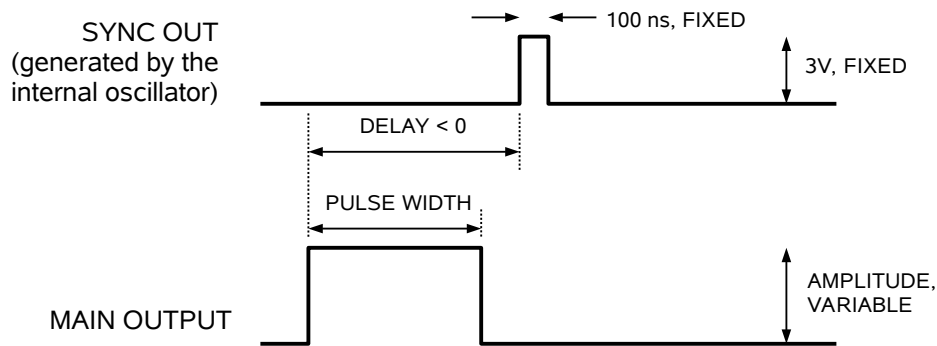 100 ns, FIXED
SYNC OUT
(generated by the
internal oscillator)
3V, FIXED
DELAY < 0
PULSE WIDTH
AMPLITUDE,
VARIABLE
MAIN OUTPUT